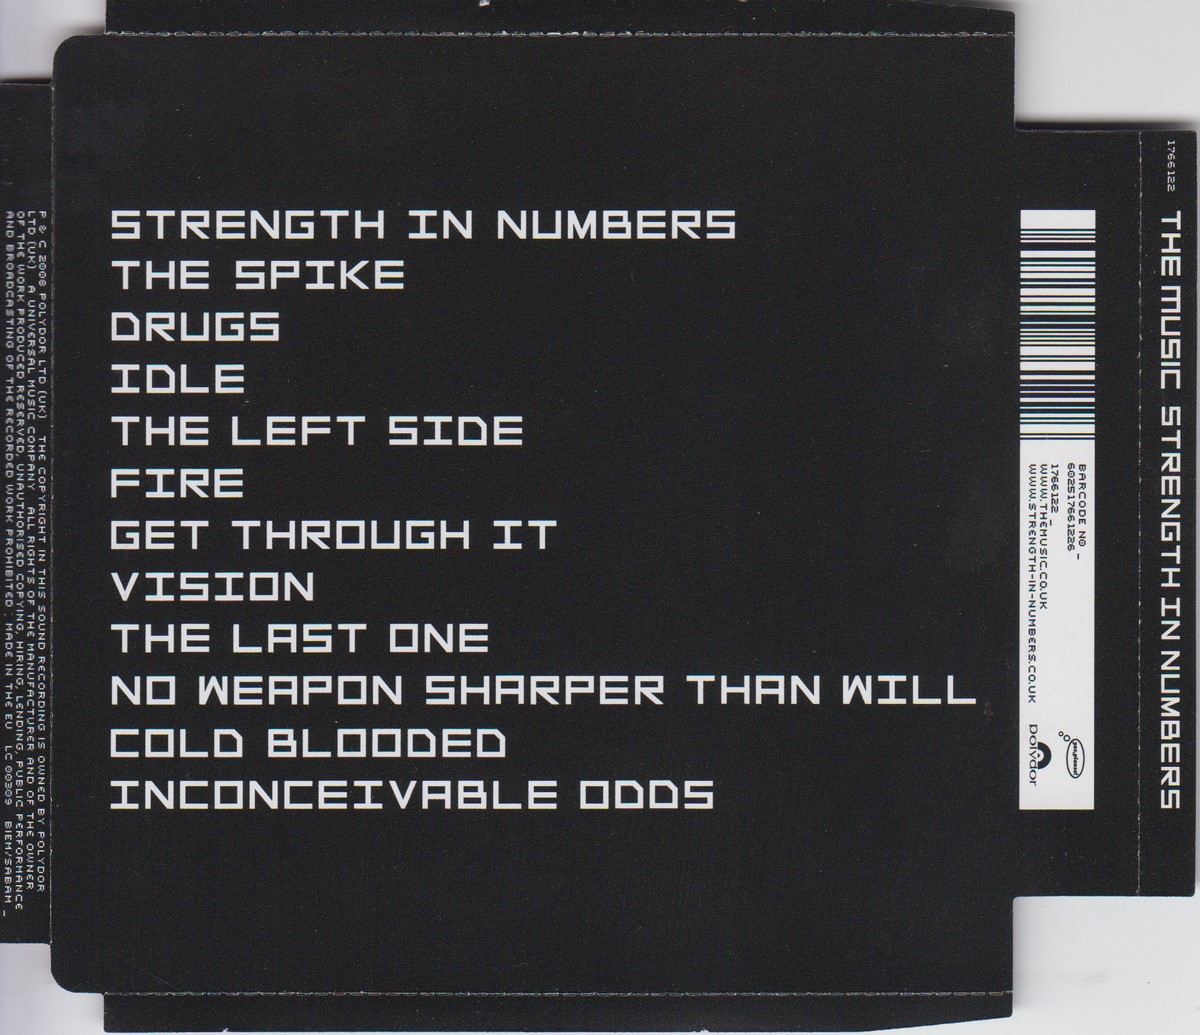 STRENGTH IN NUMBERS
THE SPIKE
DRUGS
IDLE
THE LEFT SIDE
FIRE
GET THROUGH IT
VISION
THE LAST ONE
NO WEAPON SHARPER THAN WILL
COLD BLOODED
INCONCEIVABLE ODDS
P & C 2008 POLYDOR LTD (UK) THE COPYRIGHT IN THIS SOUND RECORDING IS OWNED BY POLYDOR
LTD (UK) A UNIVERSAL MUSIC COMPANY ALL RIGHTS OF THE MANUFACTURER AND OF THE OWNER
OF THE WORK PRODUCED RESERVED, UNAUTHORISED COPYING, HIRING, LENDING, PUBLIC PERFORMANCE
AND BROADCASTING OF THE RECORDED WORK PROHIBITED. MADE IN THE EU LC 00309 BIEM/SABAM _
BARCODE NO _
602517661226
1766122 _
WWW.THEMUSIC.CO.UK
WWW.STRENGTH-IN-NUMBERS.CO.UK
yes,please!
polydor
1766122 THE MUSIC STRENGTH IN NUMBERS